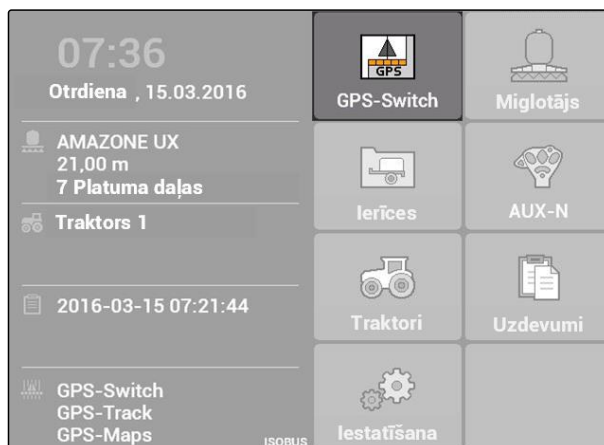 07:36
Otrdiena , 15.03.2016
AMAZONE UX
21,00 m
7 Platuma daļas
Traktors 1
2016-03-15 07:21:44
GPS-Switch
GPS-Track
GPS-Maps
ISOBUS
GPS
GPS-Switch
Miglotājs
Ierīces
AUX-N
Traktori
Uzdevumi
Iestatīšana